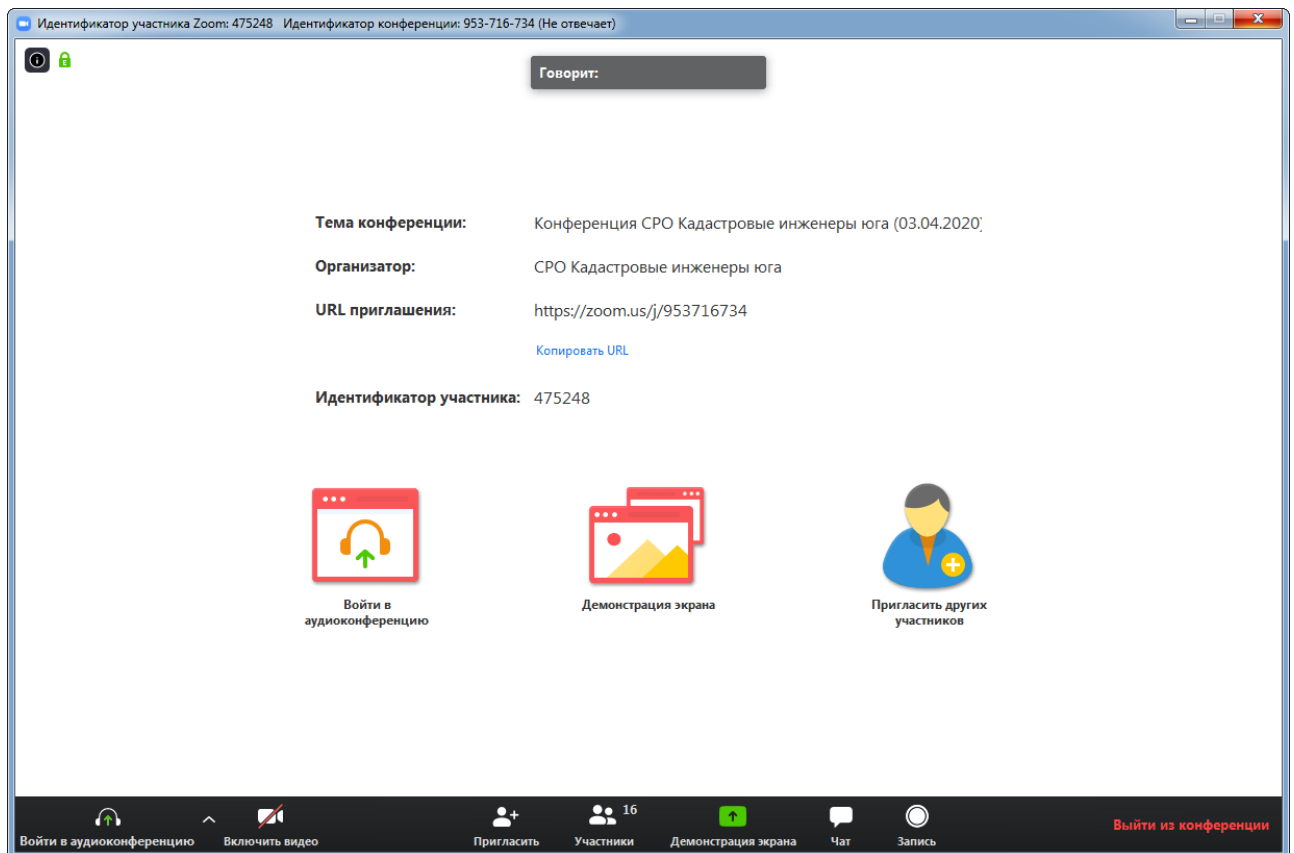 Идентификатор участника Zoom: 475248 Идентификатор конференции: 953-716-734 (Не отвечает)
Говорит:
Тема конференции: Конференция СРО Кадастровые инженеры юга (03.04.2020)
Организатор: СРО Кадастровые инженеры юга
URL приглашения: https://zoom.us/j/953716734
Копировать URL
Идентификатор участника: 475248
Войти в
аудиоконференцию
Демонстрация экрана
Пригласить других
участников
16
Войти в аудиоконференцию Включить видео Пригласить Участники Демонстрация экрана Чат Запись Выйти из конференции